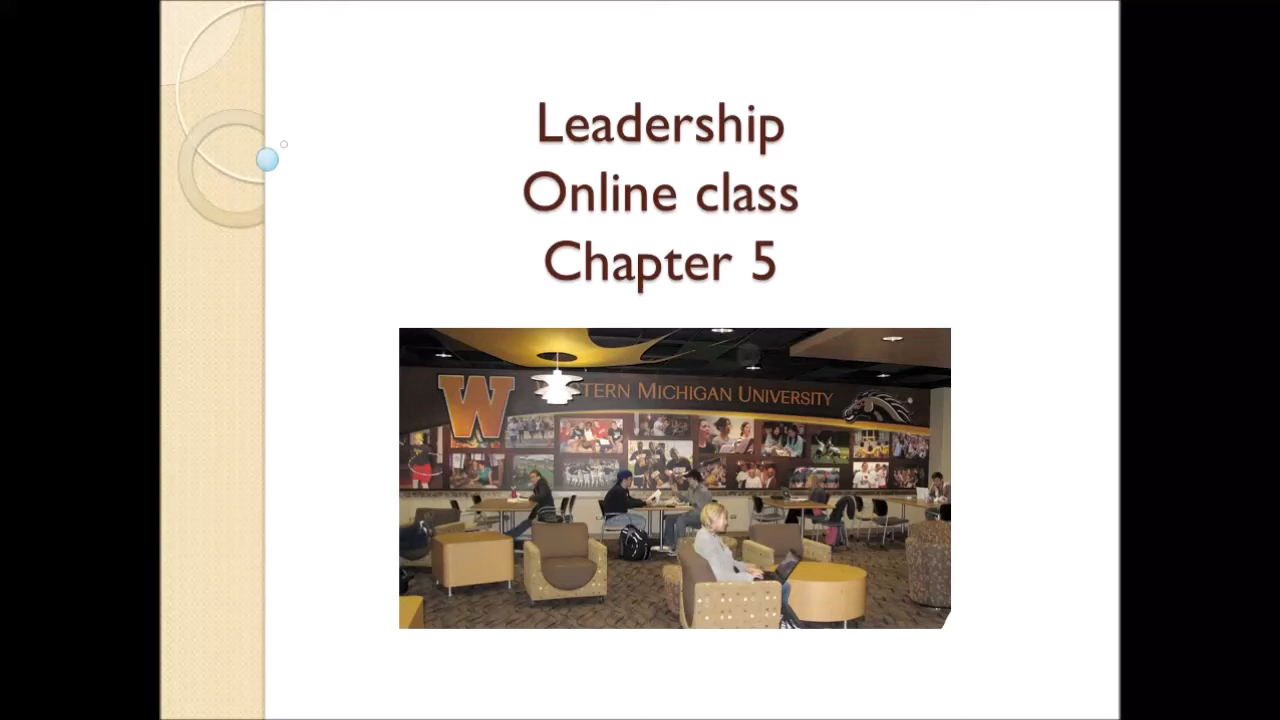 Leadership
Online class
Chapter 5
W
TERN MICHIGAN UNIVERSITY